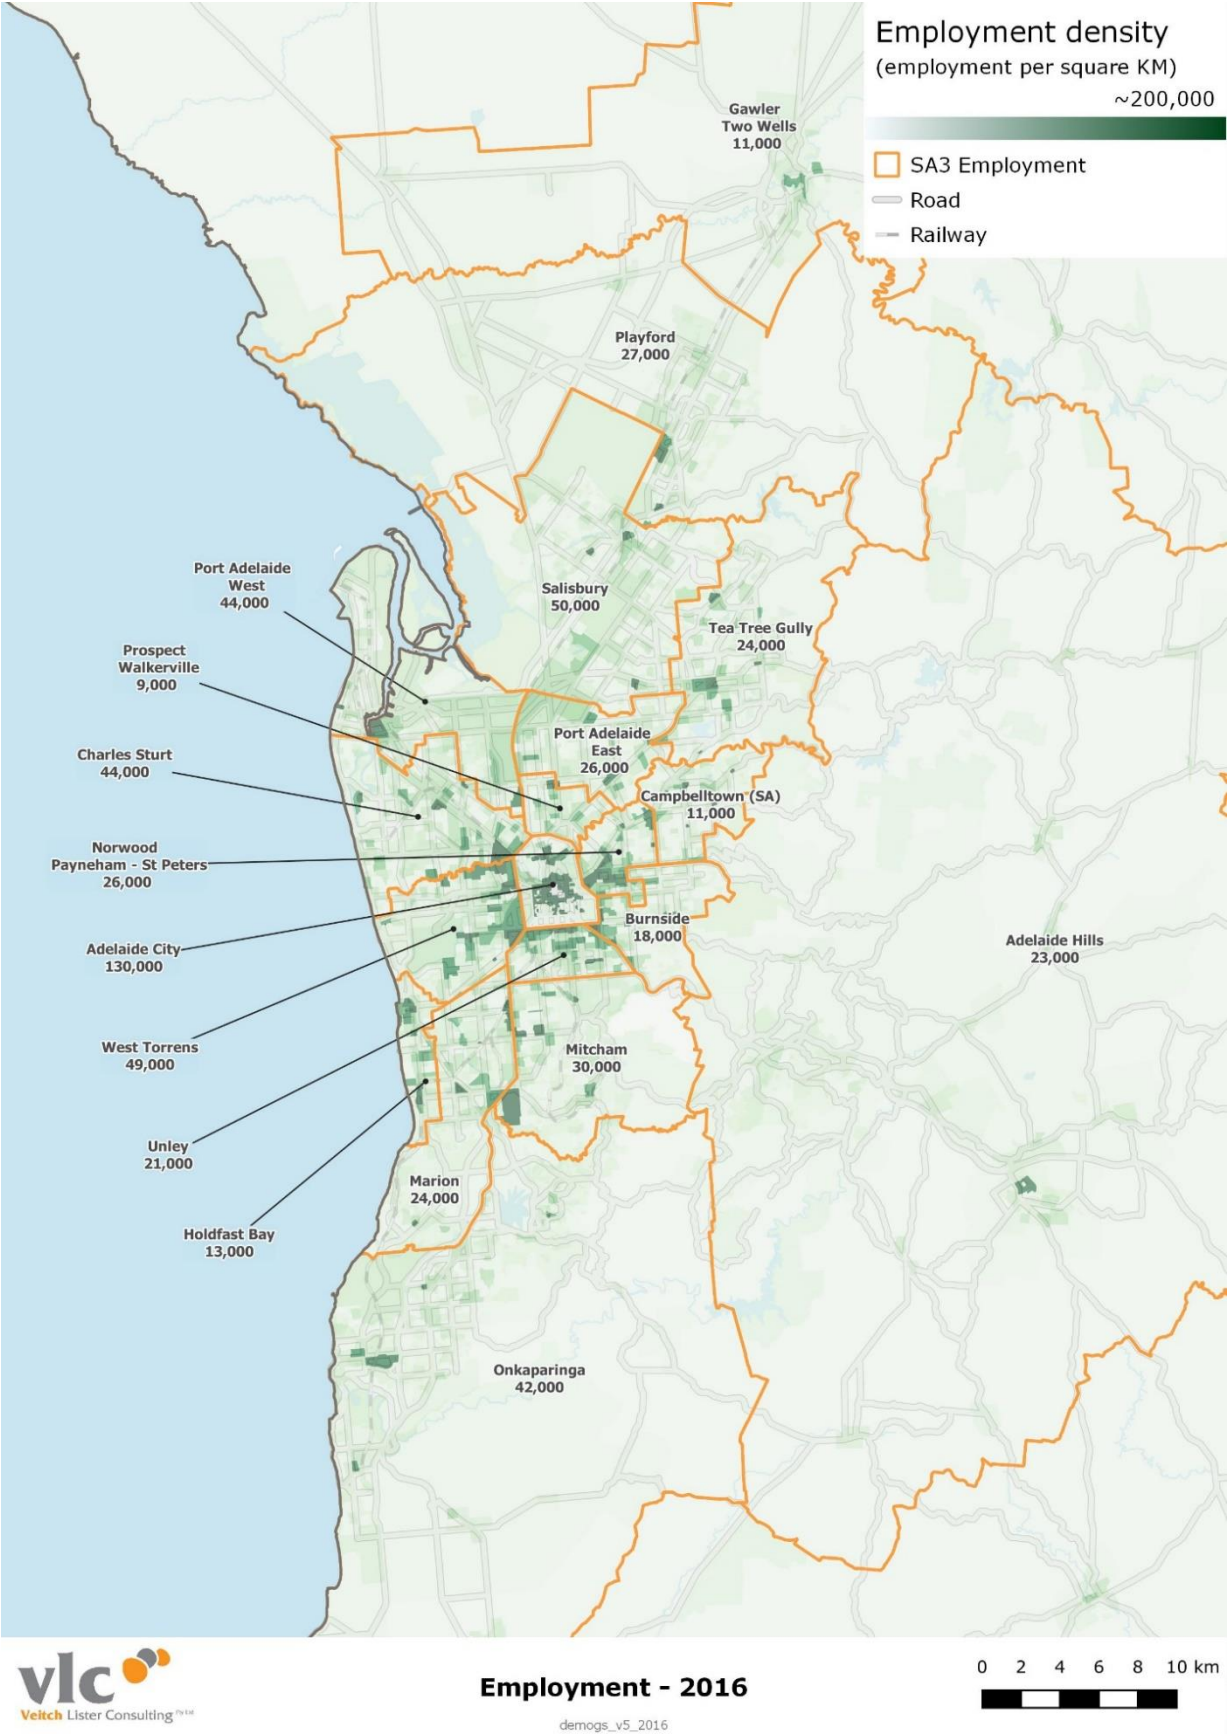 Employment density
(employment per square KM)
~200,000
SA3 Employment
Road
Railway
Gawler
Two Wells
11,000
Playford
27,000
Port Adelaide
West
44,000
Salisbury
50,000
Tea Tree Gully
24,000
Prospect
Walkerville
9,000
Port Adelaide
East
26,000
Charles Sturt
44,000
Campbelltown (SA)
11,000
Norwood
Payneham - St Peters
26,000
Burnside
18,000
Adelaide City
130,000
Adelaide Hills
23,000
West Torrens
49,000
Mitcham
30,000
Unley
21,000
Marion
24,000
Holdfast Bay
13,000
Onkaparinga
42,000
vlc
Veitch Lister Consulting Pty Ltd
Employment - 2016
demogs_v5_2016
0 2 4 6 8 10 km